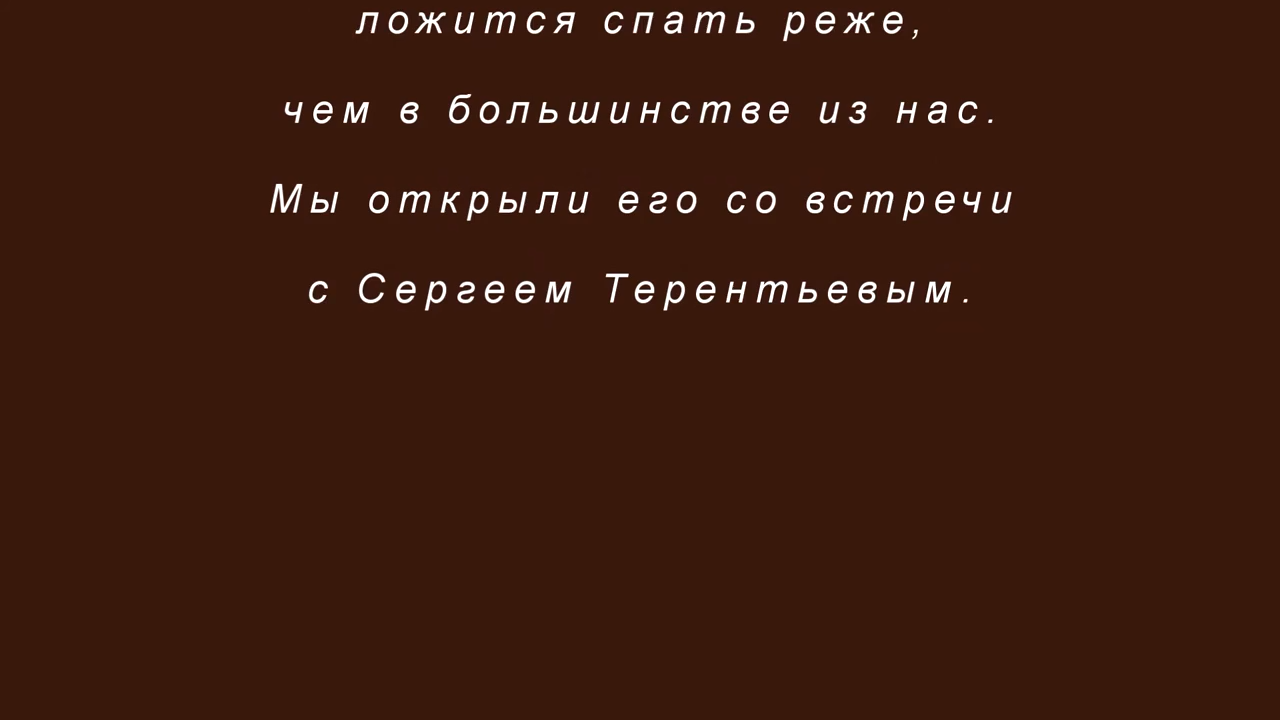 ложится спать реже,
чем в большинстве из нас.
Мы открыли его со встречи
с Сергеем Терентьевым.